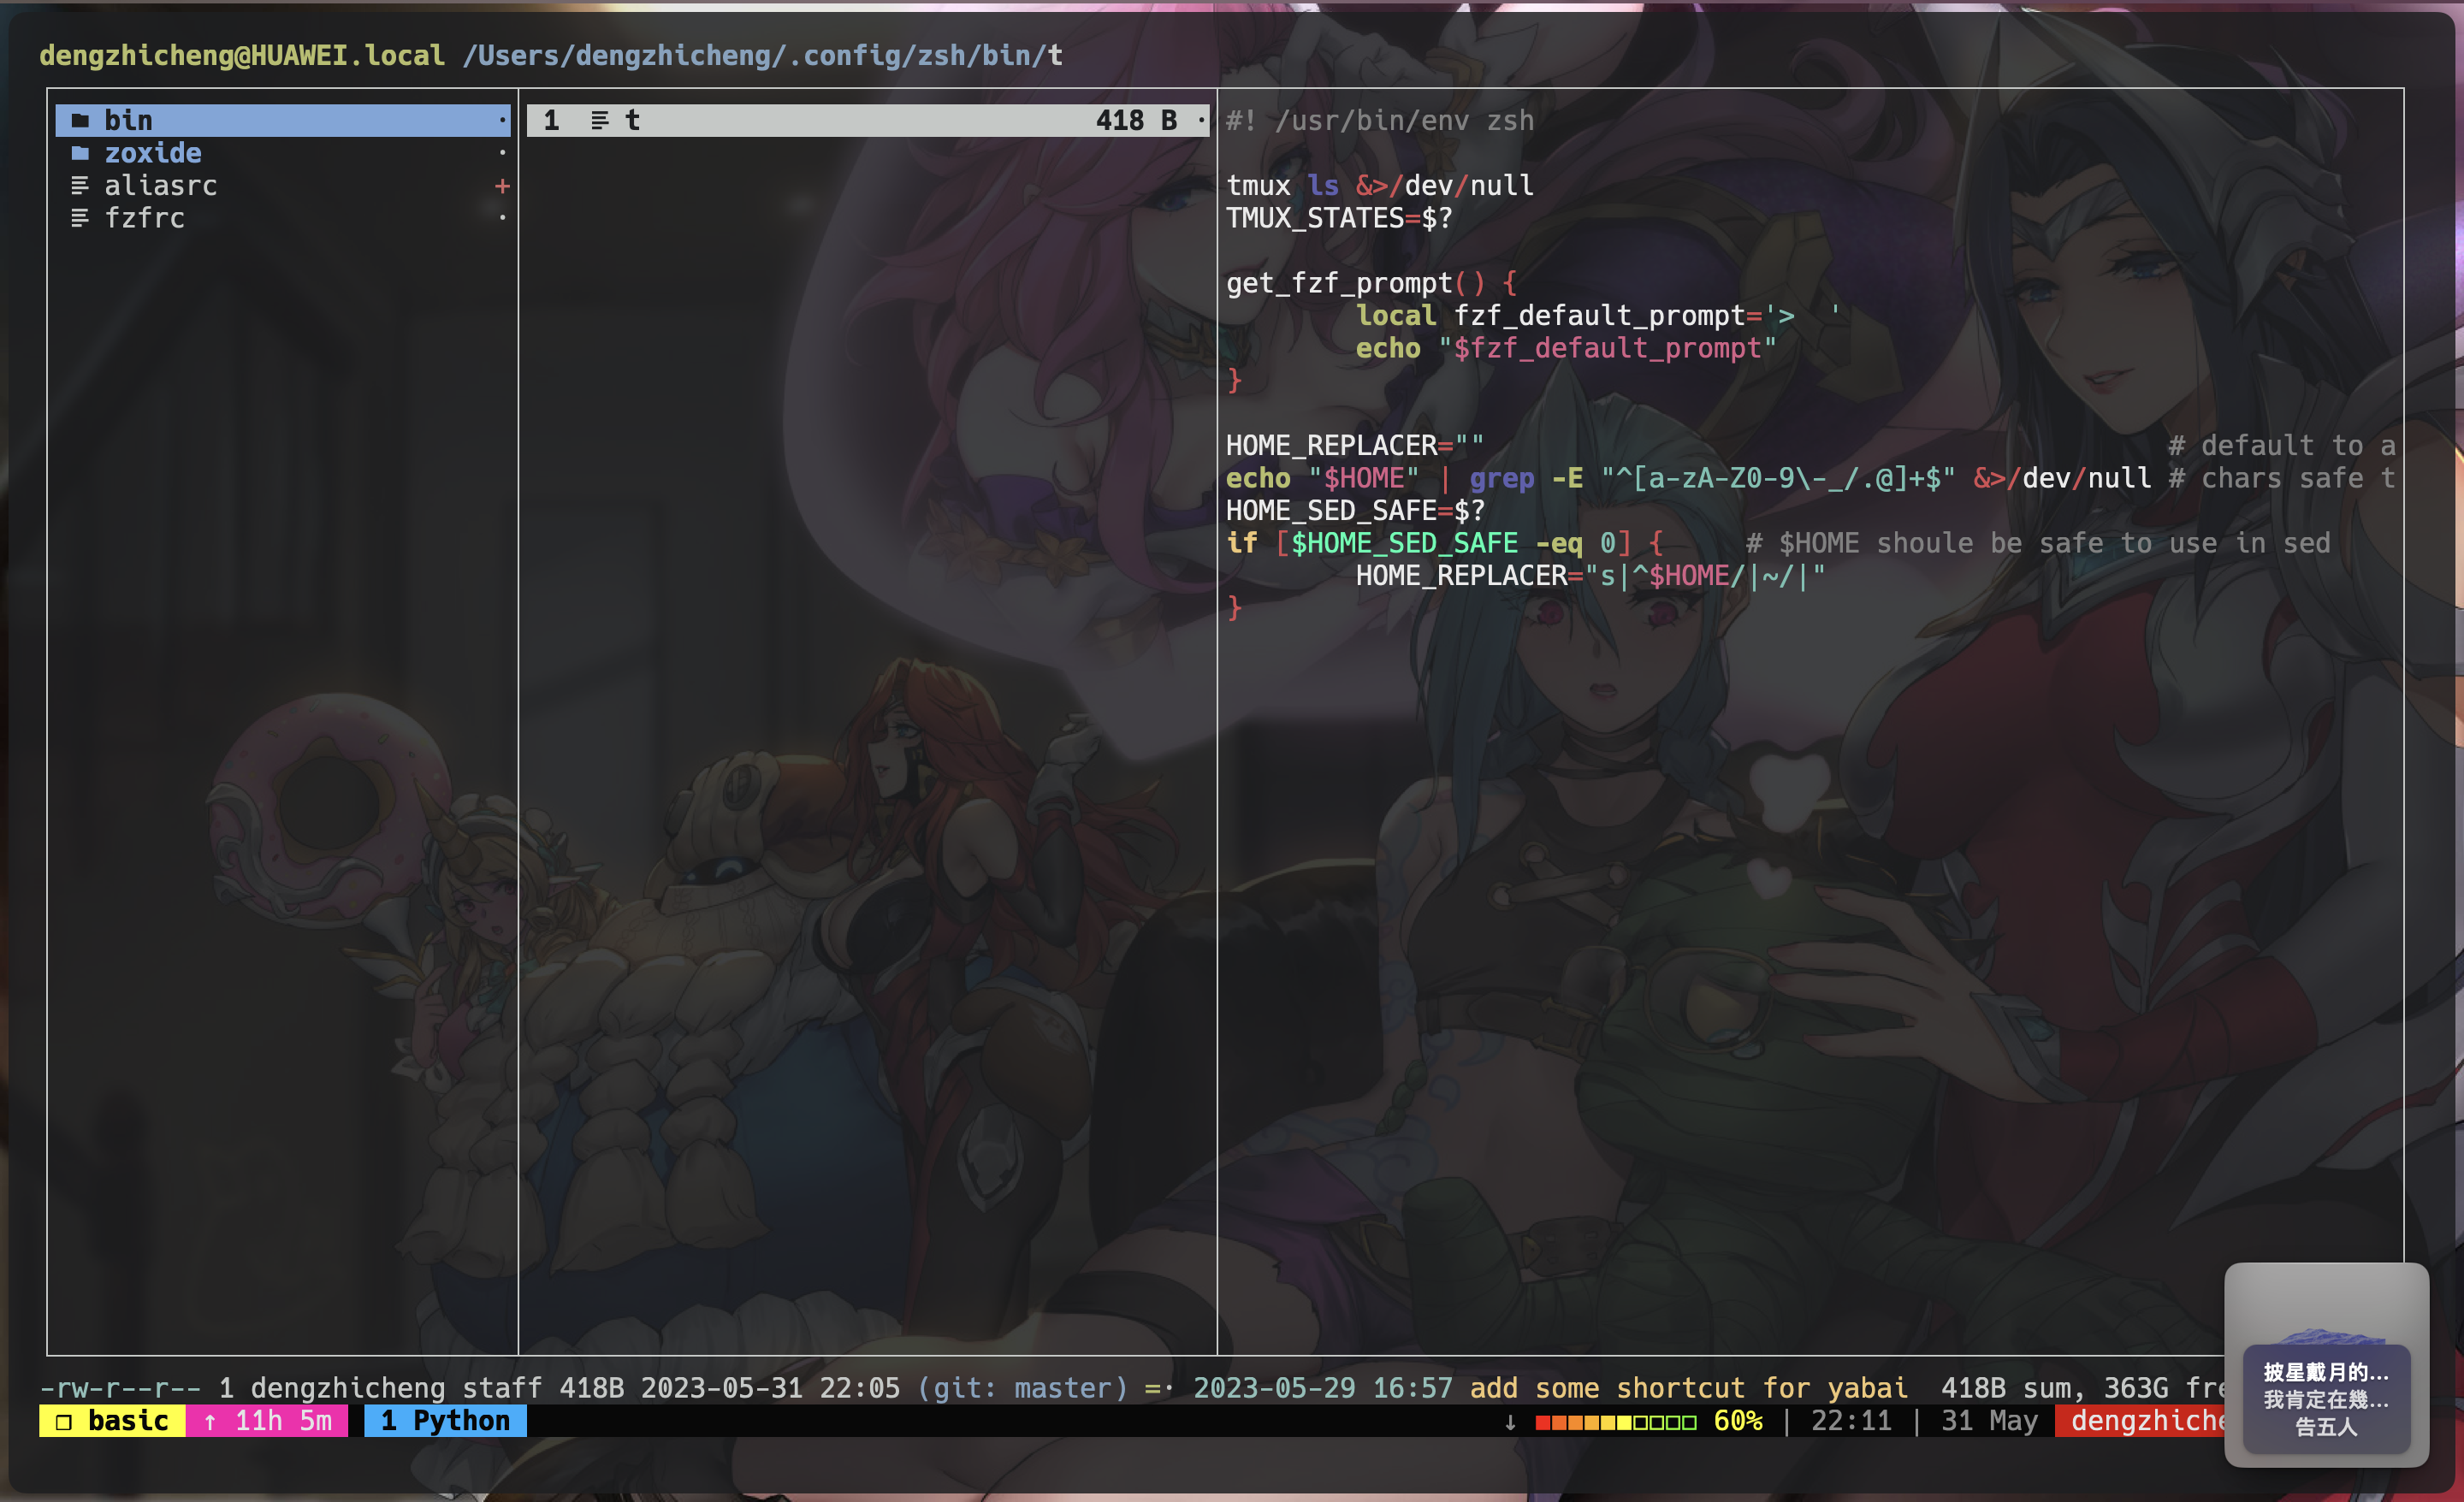 dengzhicheng@HUAWEI.local /Users/dengzhicheng/.config/zsh/bin/t
bin ·
zoxide ·
aliasrc +
fzfrc ·
1 t 418 B ·
#! /usr/bin/env zsh
tmux ls &>/dev/null
TMUX_STATES=$?
get_fzf_prompt() {
        local fzf_default_prompt='>  '
        echo "$fzf_default_prompt"
}
HOME_REPLACER="" # default to a
echo "$HOME" | grep -E "^[a-zA-Z0-9\-_/.@]+$" &>/dev/null # chars safe t
HOME_SED_SAFE=$?
if [$HOME_SED_SAFE -eq 0] {     # $HOME shoule be safe to use in sed
        HOME_REPLACER="s|^$HOME/|~/|"
}
-rw-r--r-- 1 dengzhicheng staff 418B 2023-05-31 22:05 (git: master) =· 2023-05-29 16:57 add some shortcut for yabai  418B sum, 363G fre
❐ basic ↑ 11h 5m 1 Python ↓ 60% | 22:11 | 31 May dengzhiche
披星戴月的...
我肯定在幾...
告五人